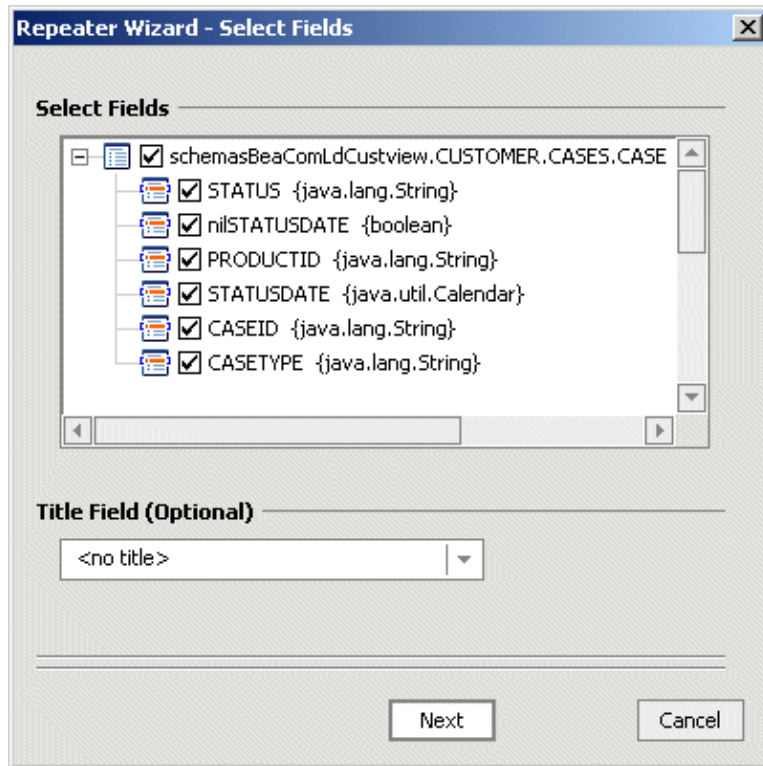 Repeater Wizard - Select Fields
Select Fields
schemasBeaComLdCustview.CUSTOMER.CASES.CASE
STATUS {java.lang.String}
nilSTATUSDATE {boolean}
PRODUCTID {java.lang.String}
STATUSDATE {java.util.Calendar}
CASEID {java.lang.String}
CASETYPE {java.lang.String}
Title Field (Optional)
<no title>
Next Cancel